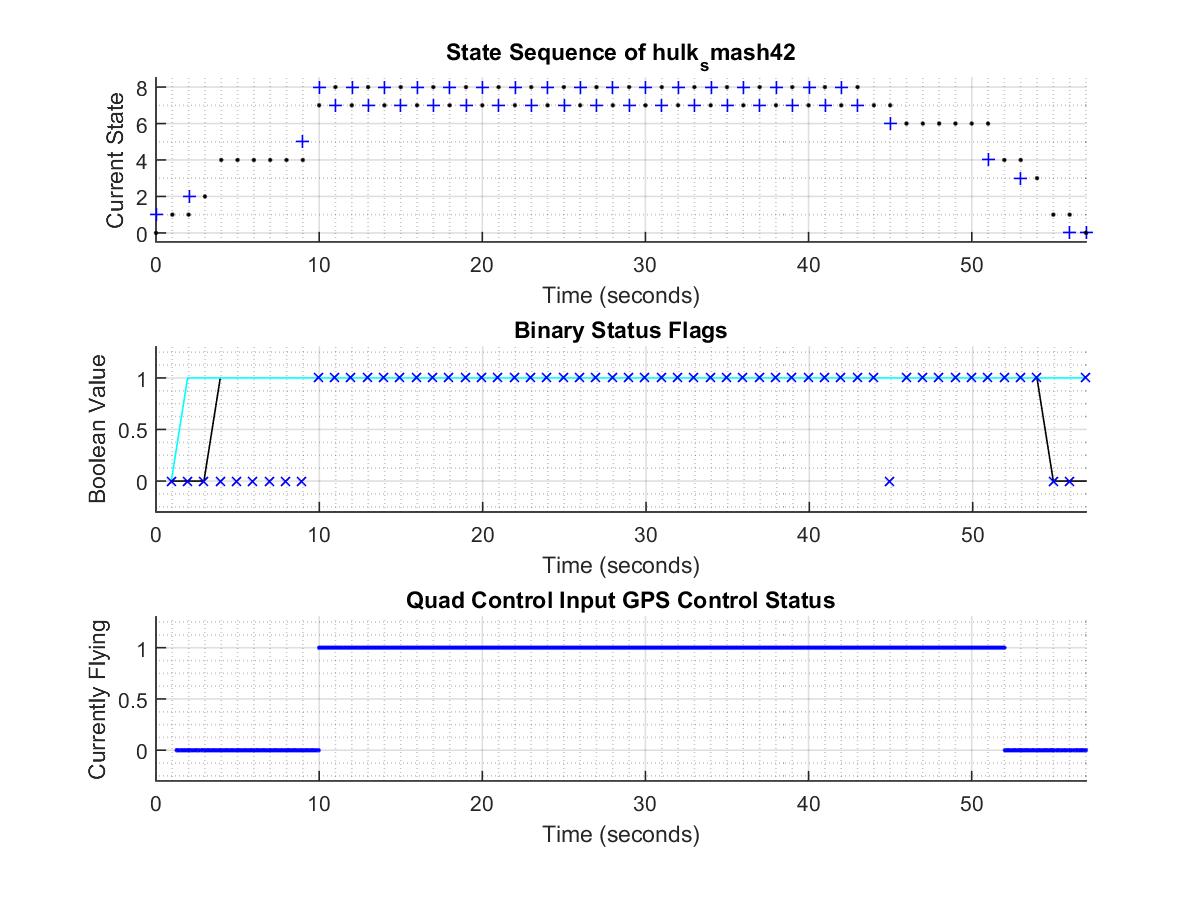 State Sequence of hulksmash42
Current State
8
6
4
2
0
0 10 20 30 40 50
Time (seconds)
Binary Status Flags
Boolean Value
1
0.5
0
0 10 20 30 40 50
Time (seconds)
Quad Control Input GPS Control Status
Currently Flying
1
0.5
0
0 10 20 30 40 50
Time (seconds)